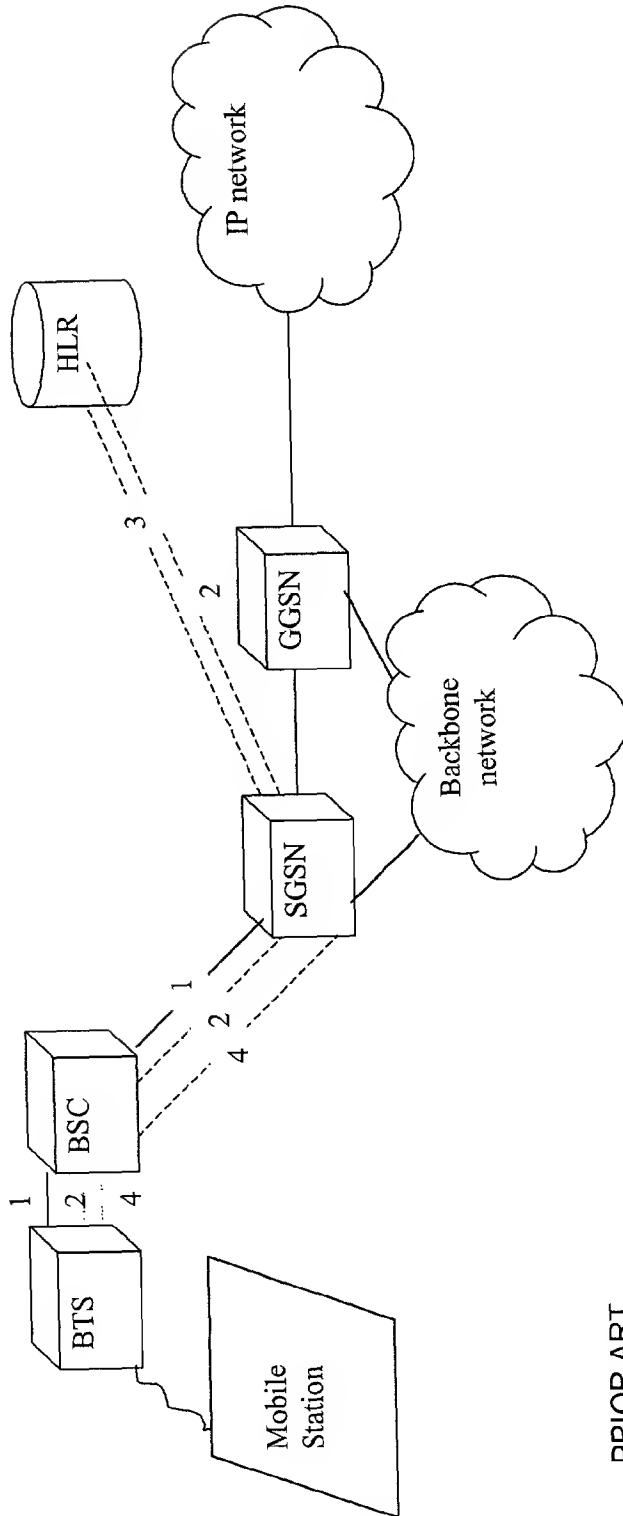 IP network
HLR
3
2
GGSN
Backbone
network
SGSN
1
2
4
BSC
1
2
4
BTS
Mobile
Station
PRIOR ART